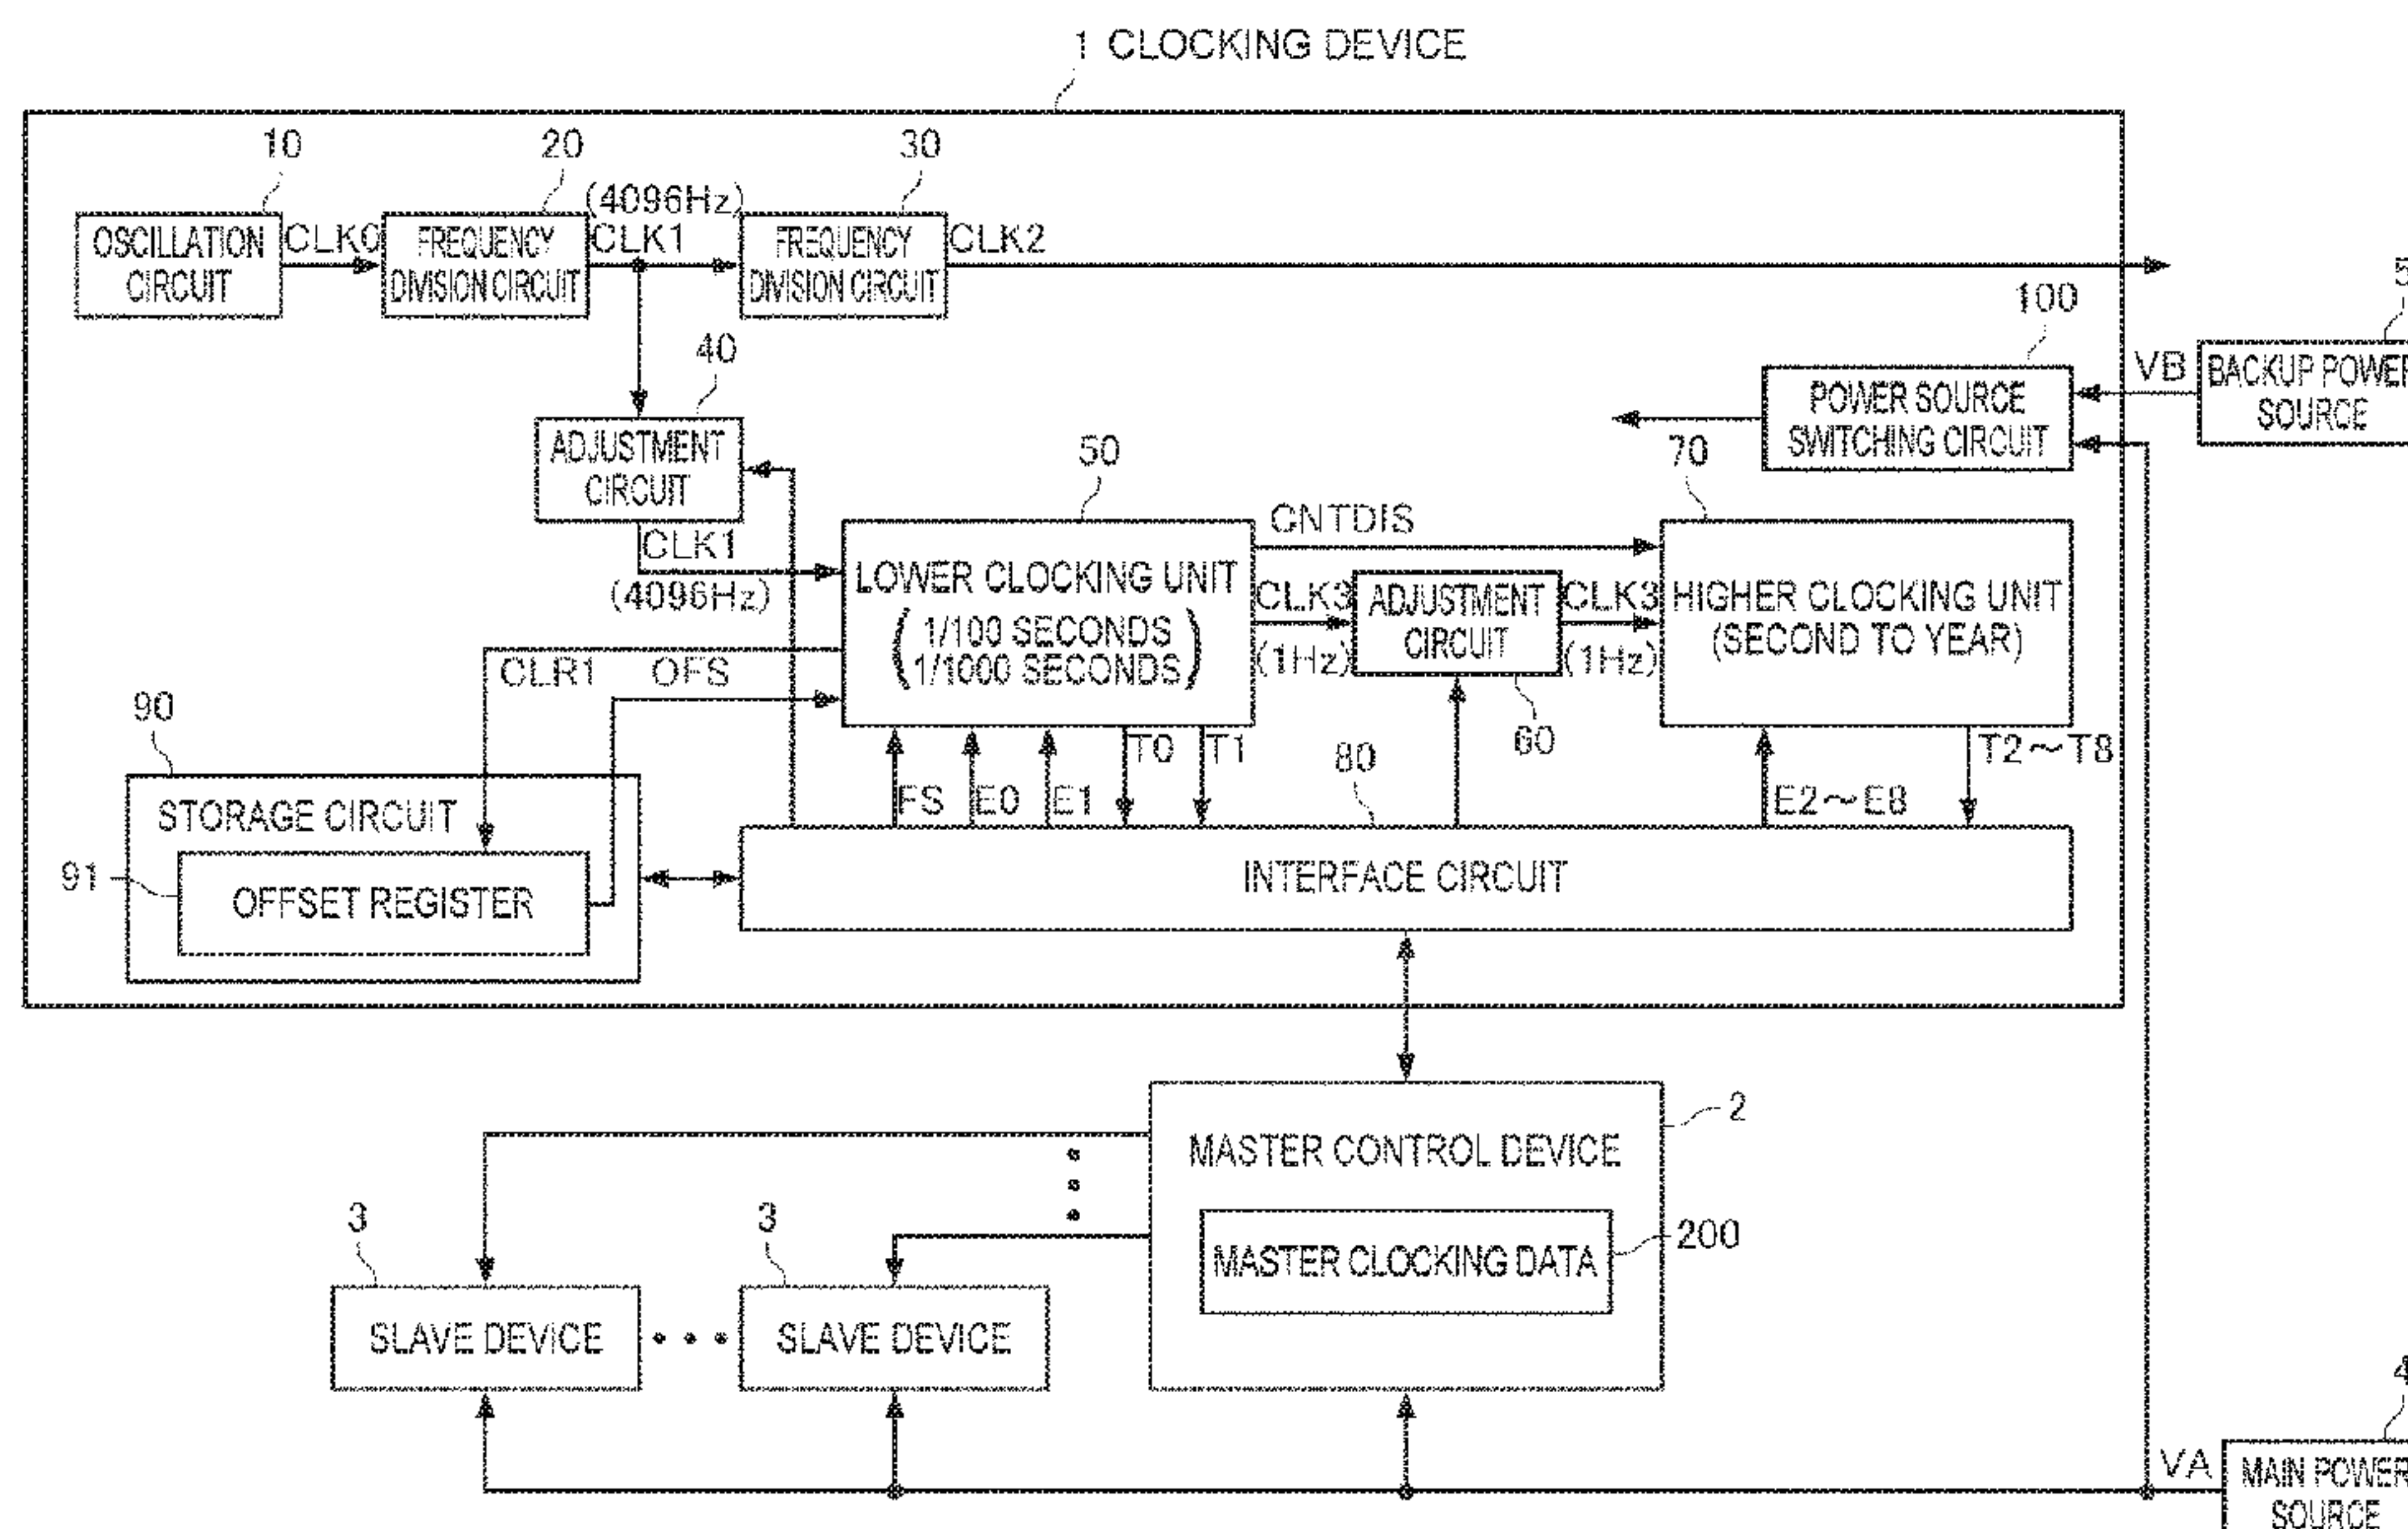 1 CLOCKING DEVICE
10
20
30
(4096Hz)
OSCILLATION
CIRCUIT
CLK0
FREQUENCY
DIVISION CIRCUIT
CLK1
FREQUENCY
DIVISION CIRCUIT
CLK2
5
100
40
VB
BACKUP POWER
SOURCE
POWER SOURCE
SWITCHING CIRCUIT
ADJUSTMENT
CIRCUIT
50
70
CLK1
(4096Hz)
CNTDIS
LOWER CLOCKING UNIT
1/100 SECONDS
1/1000 SECONDS
CLK3
(1Hz)
ADJUSTMENT
CIRCUIT
CLK3
(1Hz)
HIGHER CLOCKING UNIT
(SECOND TO YEAR)
CLR1
OFS
90
60
80
T0
T1
T2～T8
FS
E0
E1
E2～E8
STORAGE CIRCUIT
91
OFFSET REGISTER
INTERFACE CIRCUIT
2
MASTER CONTROL DEVICE
3
3
200
MASTER CLOCKING DATA
SLAVE DEVICE
• • •
SLAVE DEVICE
4
VA
MAIN POWER
SOURCE